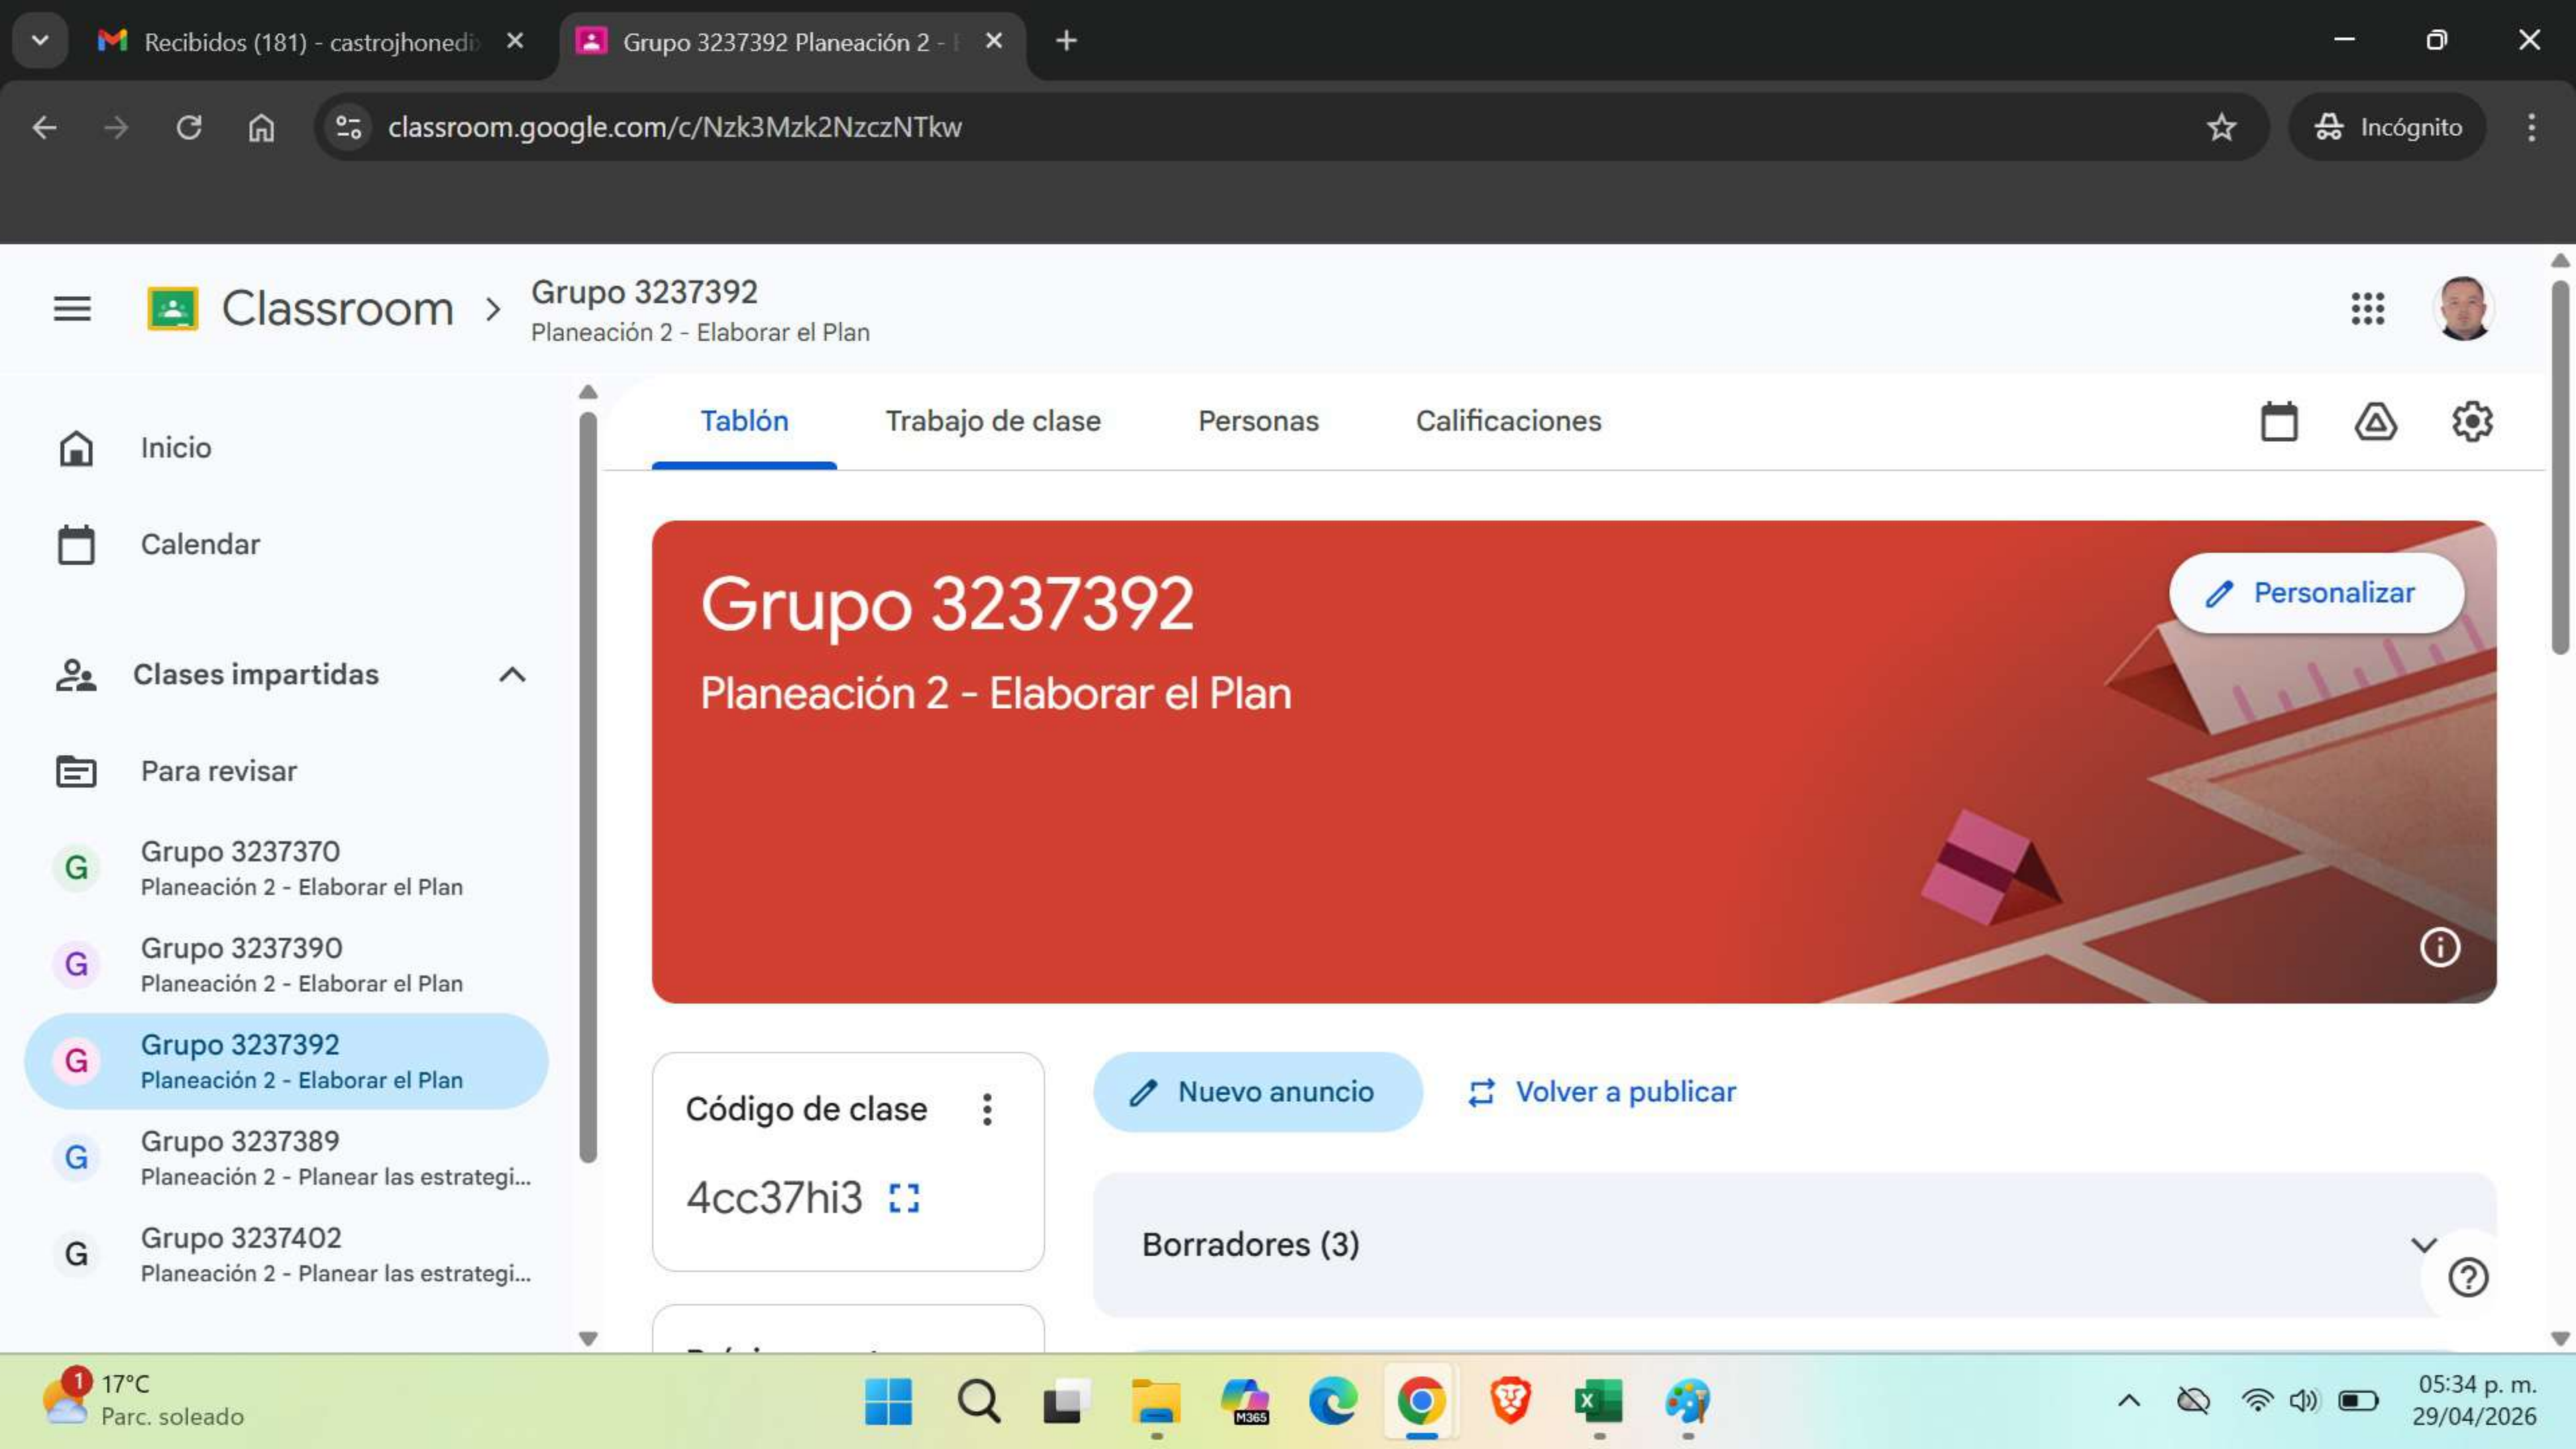 Recibidos (181) - castrojhonedi
Grupo 3237392 Planeación 2 -
classroom.google.com/c/Nzk3Mzk2NzczNTkw
Incógnito
Classroom
Grupo 3237392
Planeación 2 - Elaborar el Plan
Tablón
Trabajo de clase
Personas
Calificaciones
Inicio
Calendar
Clases impartidas
Para revisar
G
Grupo 3237370
Planeación 2 - Elaborar el Plan
G
Grupo 3237390
Planeación 2 - Elaborar el Plan
G
Grupo 3237392
Planeación 2 - Elaborar el Plan
G
Grupo 3237389
Planeación 2 - Planear las estrategi...
G
Grupo 3237402
Planeación 2 - Planear las estrategi...
Grupo 3237392
Planeación 2 - Elaborar el Plan
Personalizar
Código de clase
4cc37hi3
Nuevo anuncio
Volver a publicar
Borradores (3)
1
17°C
Parc. soleado
M365
05:34 p. m.
29/04/2026